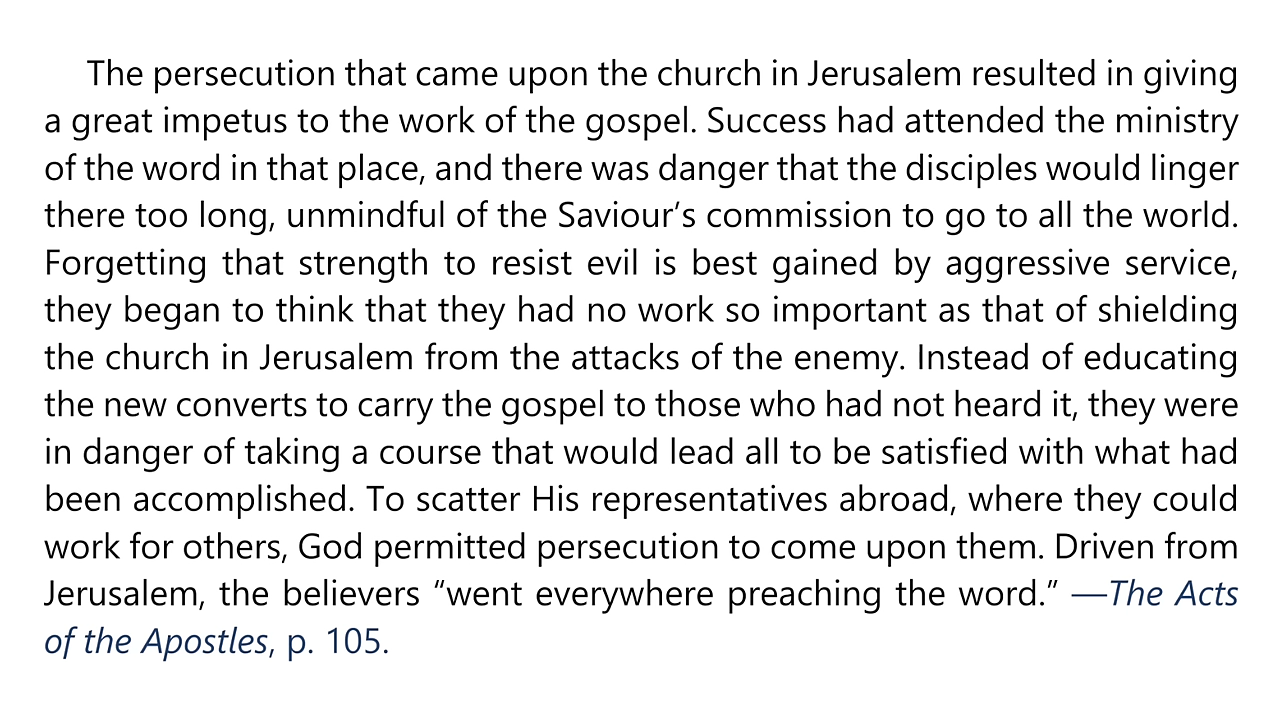 The persecution that came upon the church in Jerusalem resulted in giving
a great impetus to the work of the gospel. Success had attended the ministry
of the word in that place, and there was danger that the disciples would linger
there too long, unmindful of the Saviour’s commission to go to all the world.
Forgetting that strength to resist evil is best gained by aggressive service,
they began to think that they had no work so important as that of shielding
the church in Jerusalem from the attacks of the enemy. Instead of educating
the new converts to carry the gospel to those who had not heard it, they were
in danger of taking a course that would lead all to be satisfied with what had
been accomplished. To scatter His representatives abroad, where they could
work for others, God permitted persecution to come upon them. Driven from
Jerusalem, the believers “went everywhere preaching the word.” —The Acts
of the Apostles, p. 105.